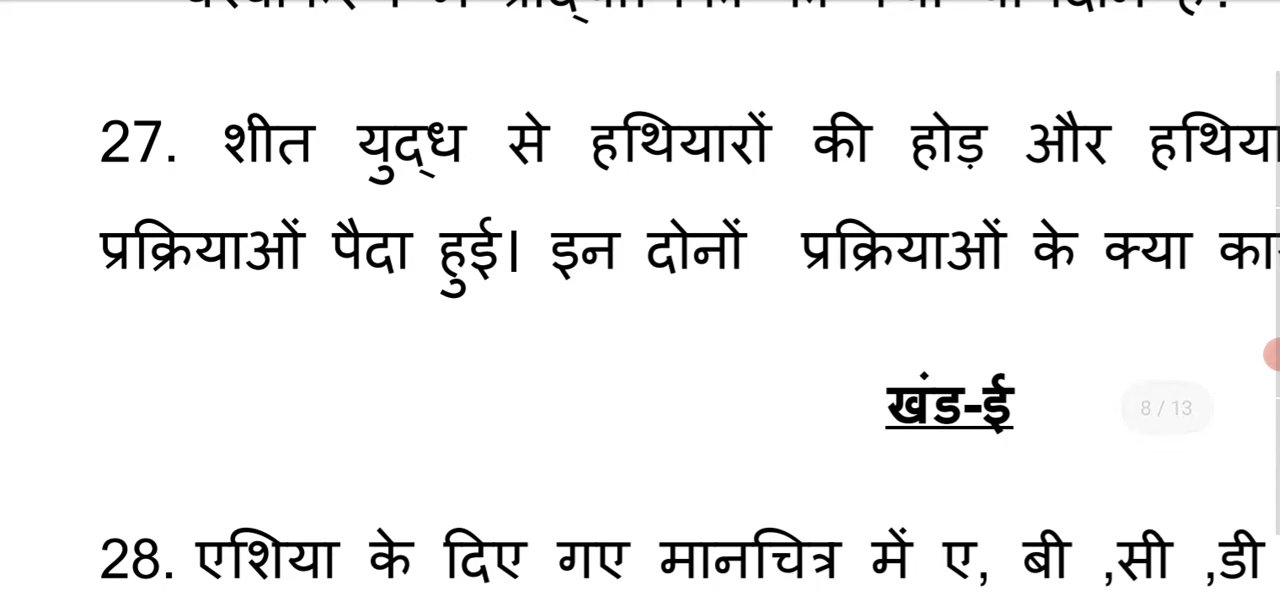 27. शीत युद्ध से हथियारों की होड़ और
प्रक्रियाओं पैदा हुई। इन दोनों प्रक्रियाओं के क्या
खंड-ई
8 / 13
28. एशिया के दिए गए मानचित्र में ए, बी ,सी ,डी